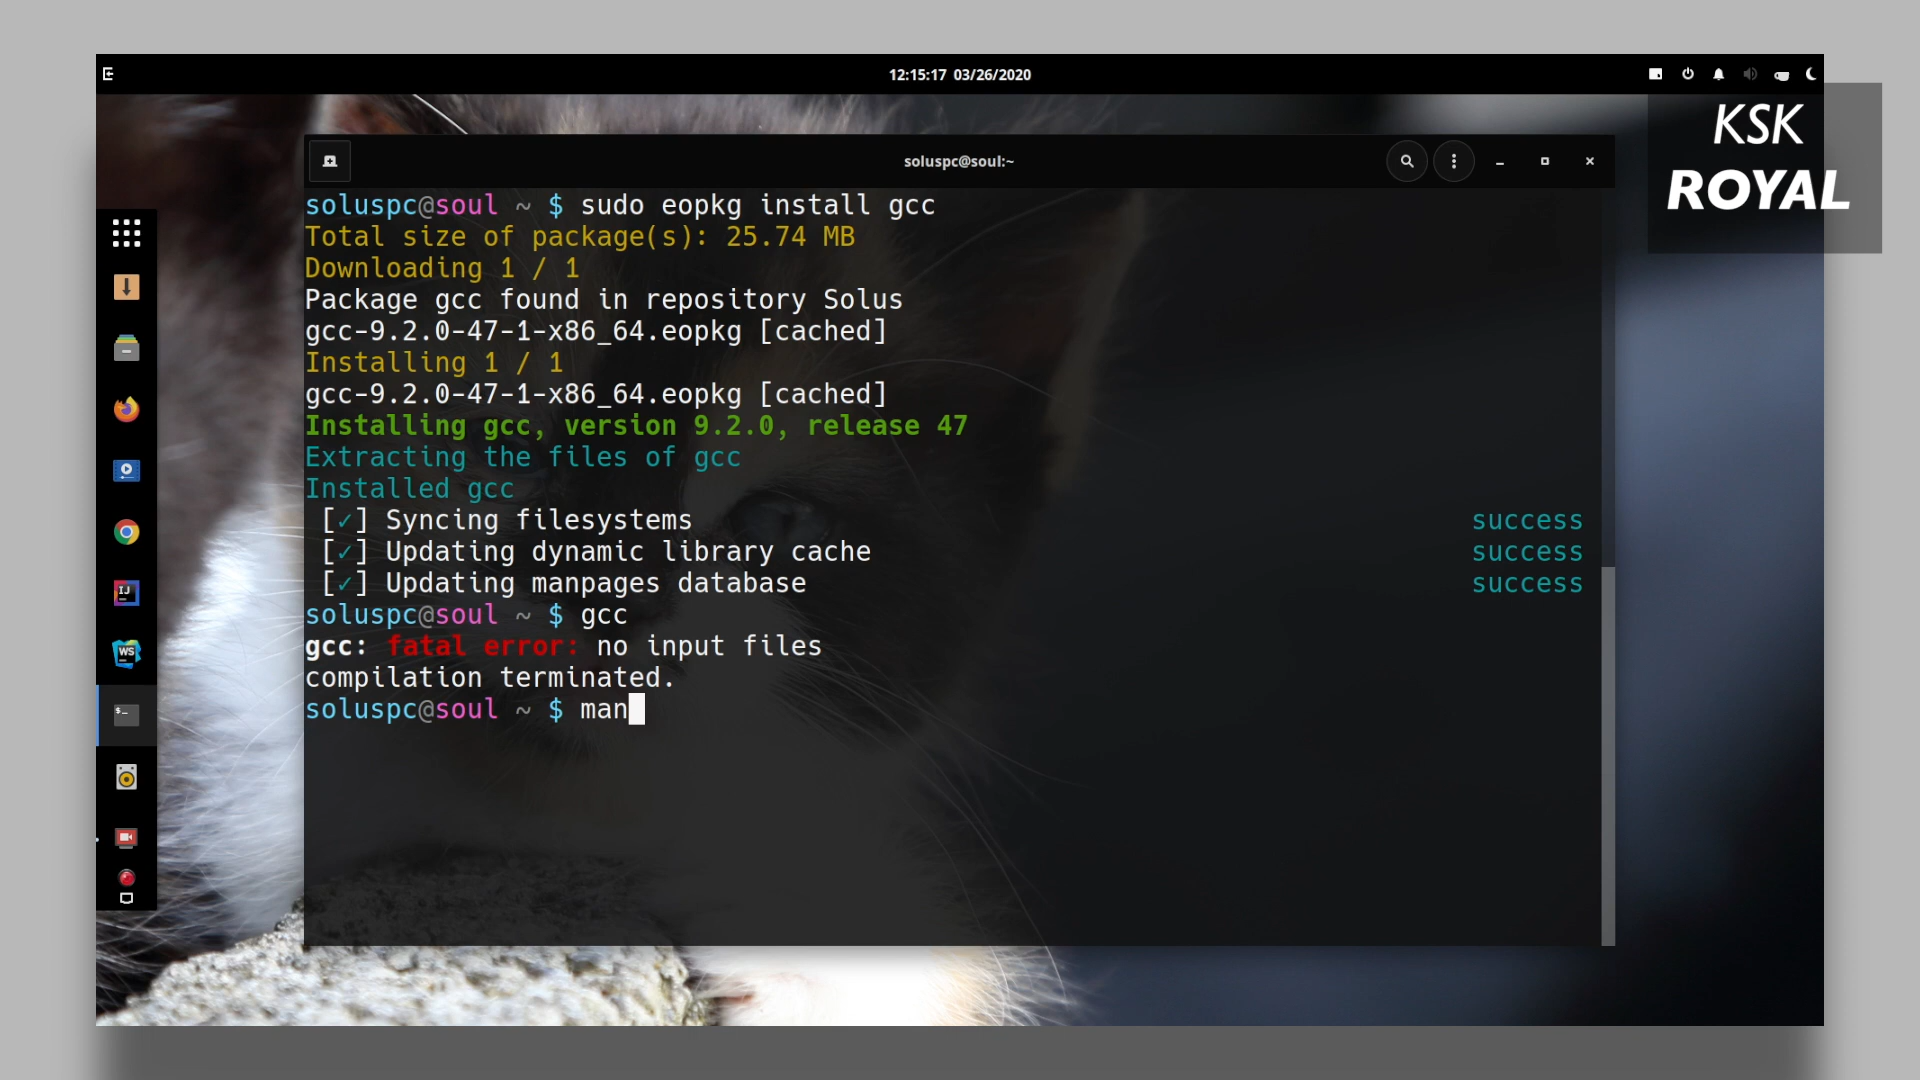 12:15:17 03/26/2020
KSK
ROYAL
soluspc@soul:~
soluspc@soul ~ $ sudo eopkg install gcc
Total size of package(s): 25.74 MB
Downloading 1 / 1
Package gcc found in repository Solus
gcc-9.2.0-47-1-x86_64.eopkg [cached]
Installing 1 / 1
gcc-9.2.0-47-1-x86_64.eopkg [cached]
Installing gcc, version 9.2.0, release 47
Extracting the files of gcc
Installed gcc
[✓] Syncing filesystems success
[✓] Updating dynamic library cache success
[✓] Updating manpages database success
soluspc@soul ~ $ gcc
gcc: fatal error: no input files
compilation terminated.
soluspc@soul ~ $ man
IJ
WS
$_